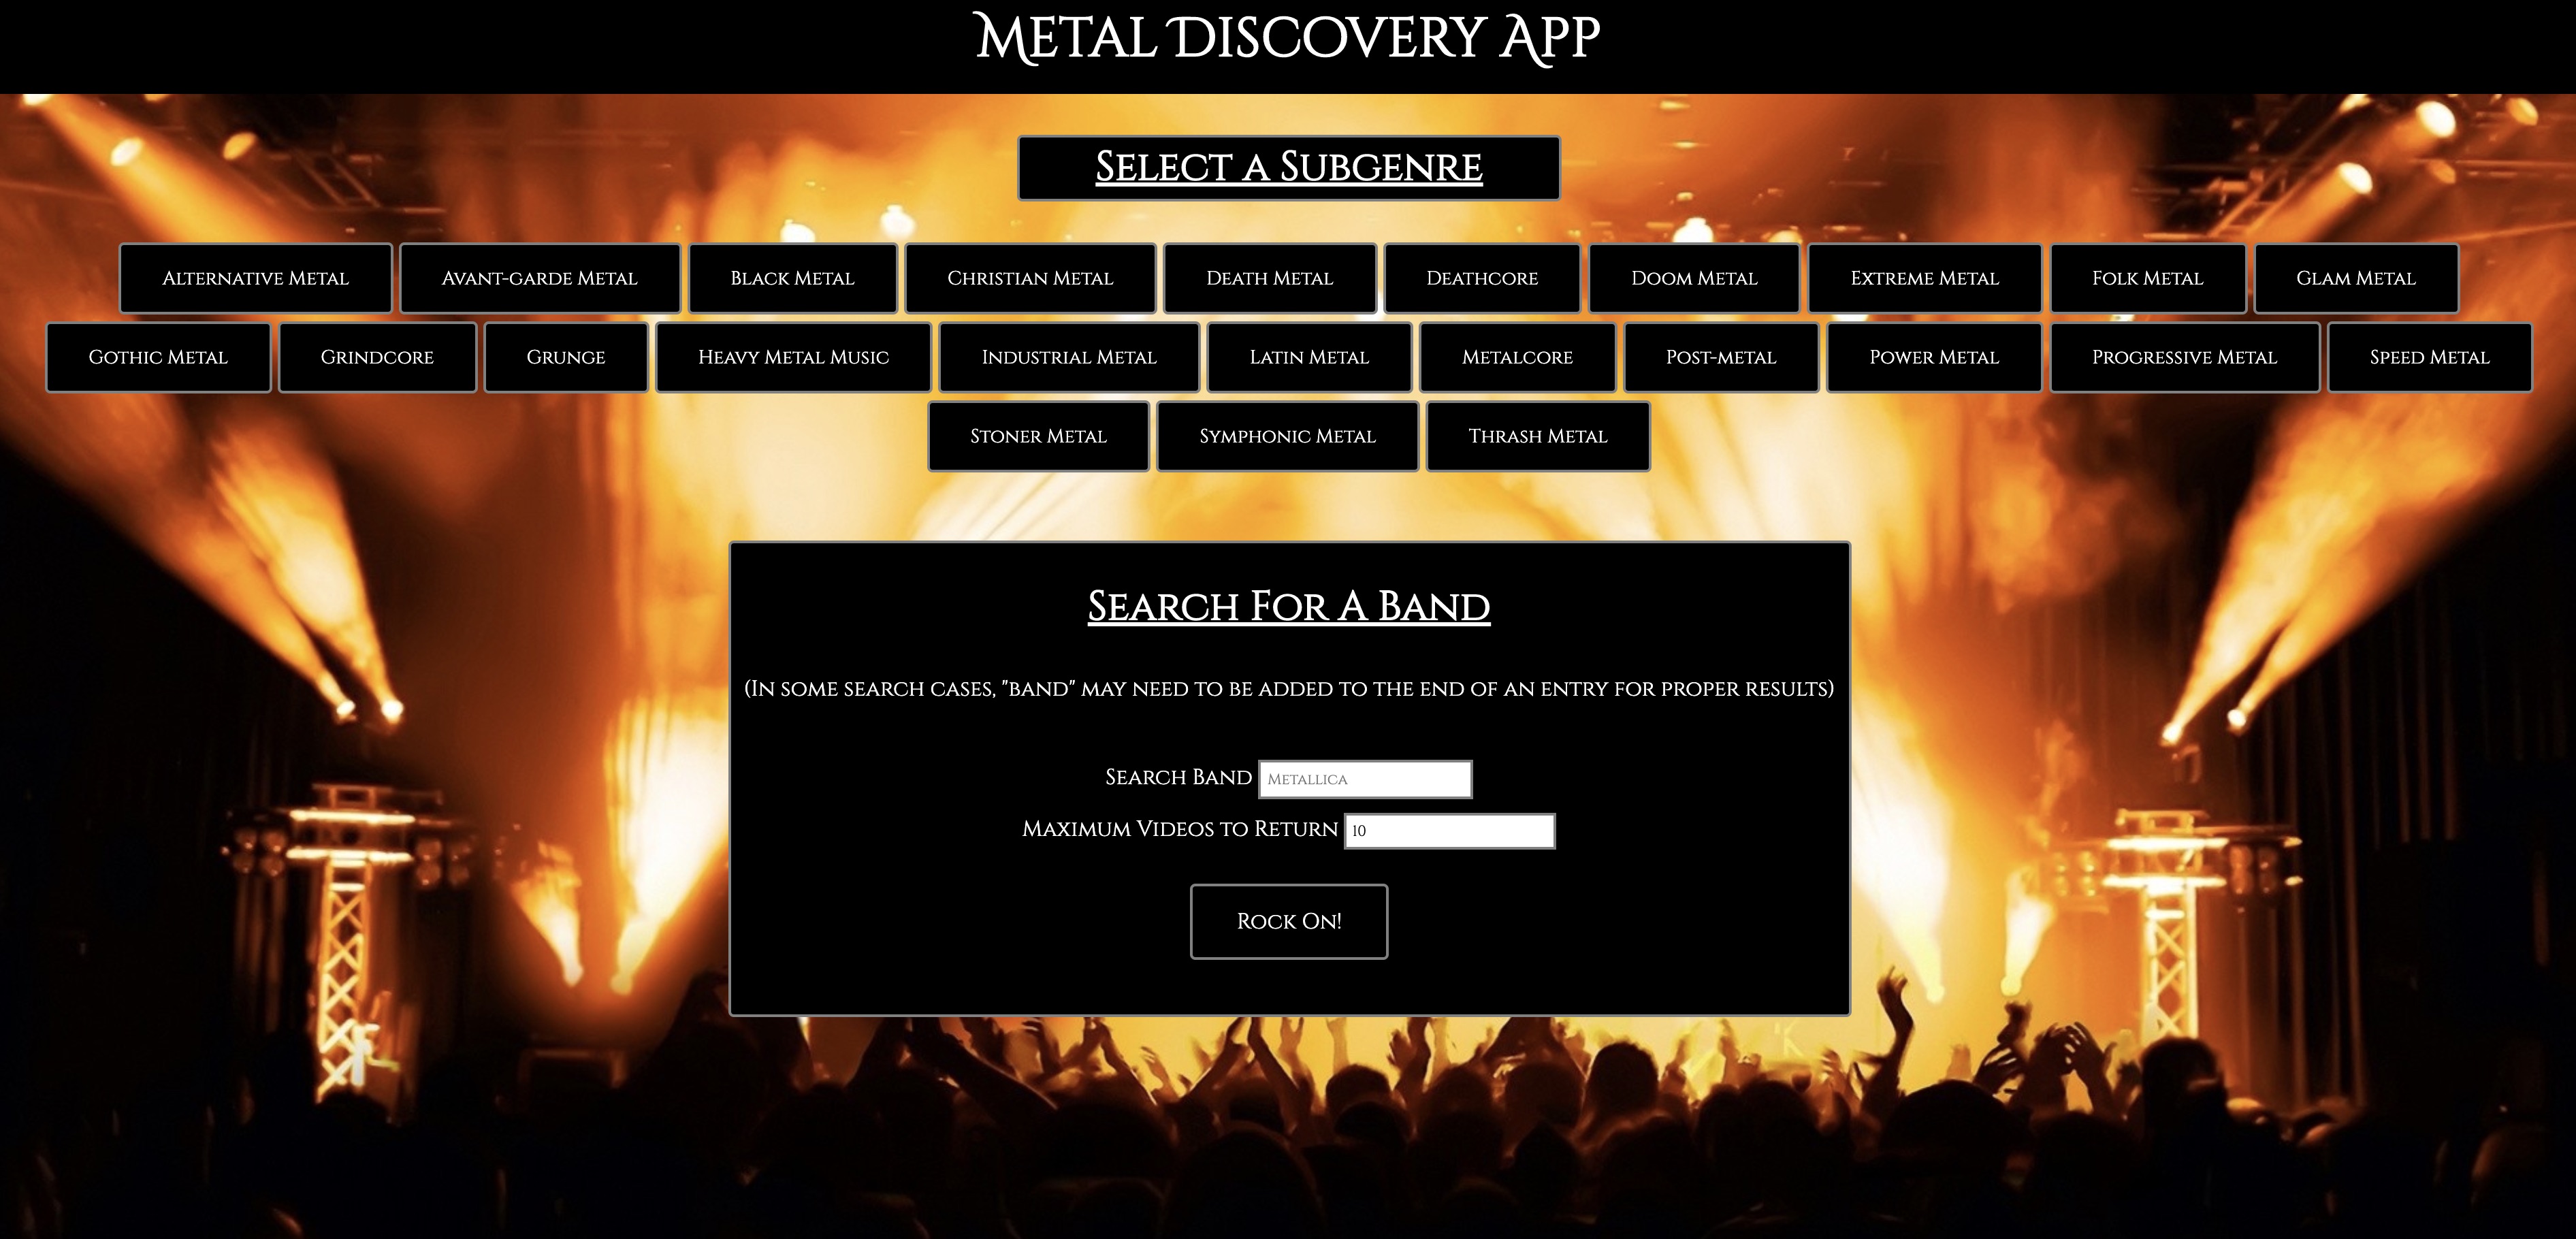 Metal Discovery App
Select a Subgenre
Alternative Metal Avant-garde Metal Black Metal Christian Metal Death Metal Deathcore Doom Metal Extreme Metal Folk Metal Glam Metal
Gothic Metal Grindcore Grunge Heavy Metal Music Industrial Metal Latin Metal Metalcore Post-metal Power Metal Progressive Metal Speed Metal
Stoner Metal Symphonic Metal Thrash Metal
Search For A Band
(In some search cases, "band" may need to be added to the end of an entry for proper results)
Search Band Metallica
Maximum Videos to Return 10
Rock On!